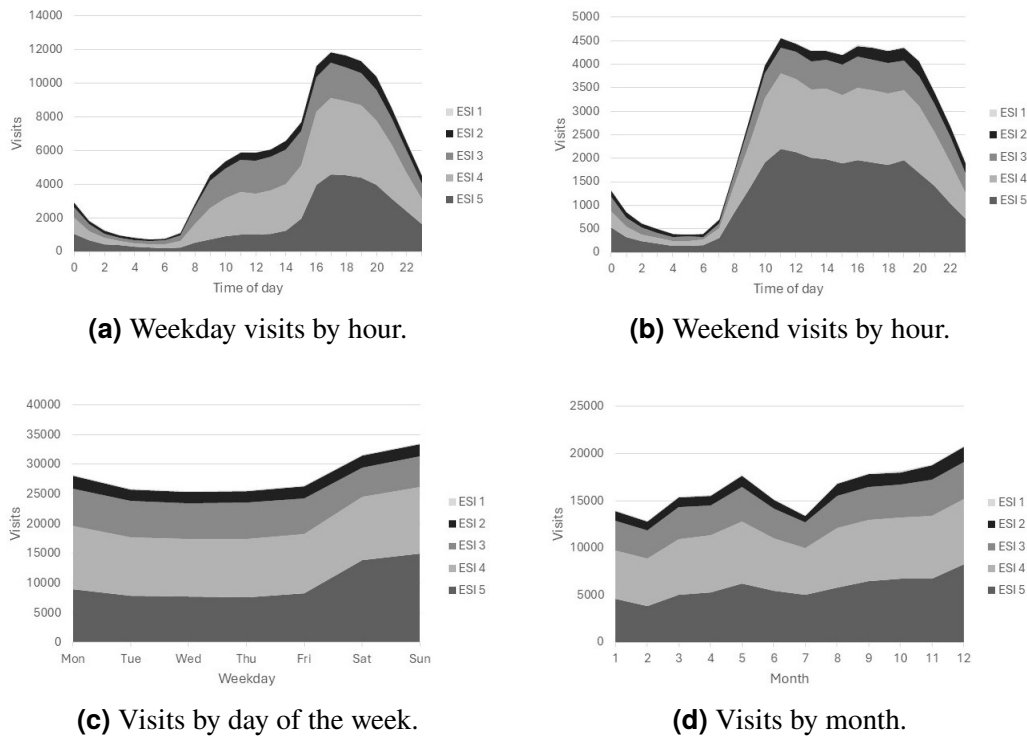 14000
12000
10000
8000
6000
4000
2000
0
Visits
0 2 4 6 8 10 12 14 16 18 20 22
Time of day
ESI 1
ESI 2
ESI 3
ESI 4
ESI 5
(a) Weekday visits by hour.
5000
4500
4000
3500
3000
2500
2000
1500
1000
500
0
Visits
0 2 4 6 8 10 12 14 16 18 20 22
Time of day
ESI 1
ESI 2
ESI 3
ESI 4
ESI 5
(b) Weekend visits by hour.
40000
35000
30000
25000
20000
15000
10000
5000
0
Visits
Mon Tue Wed Thu Fri Sat Sun
Weekday
ESI 1
ESI 2
ESI 3
ESI 4
ESI 5
(c) Visits by day of the week.
25000
20000
15000
10000
5000
0
Visits
1 2 3 4 5 6 7 8 9 10 11 12
Month
ESI 1
ESI 2
ESI 3
ESI 4
ESI 5
(d) Visits by month.